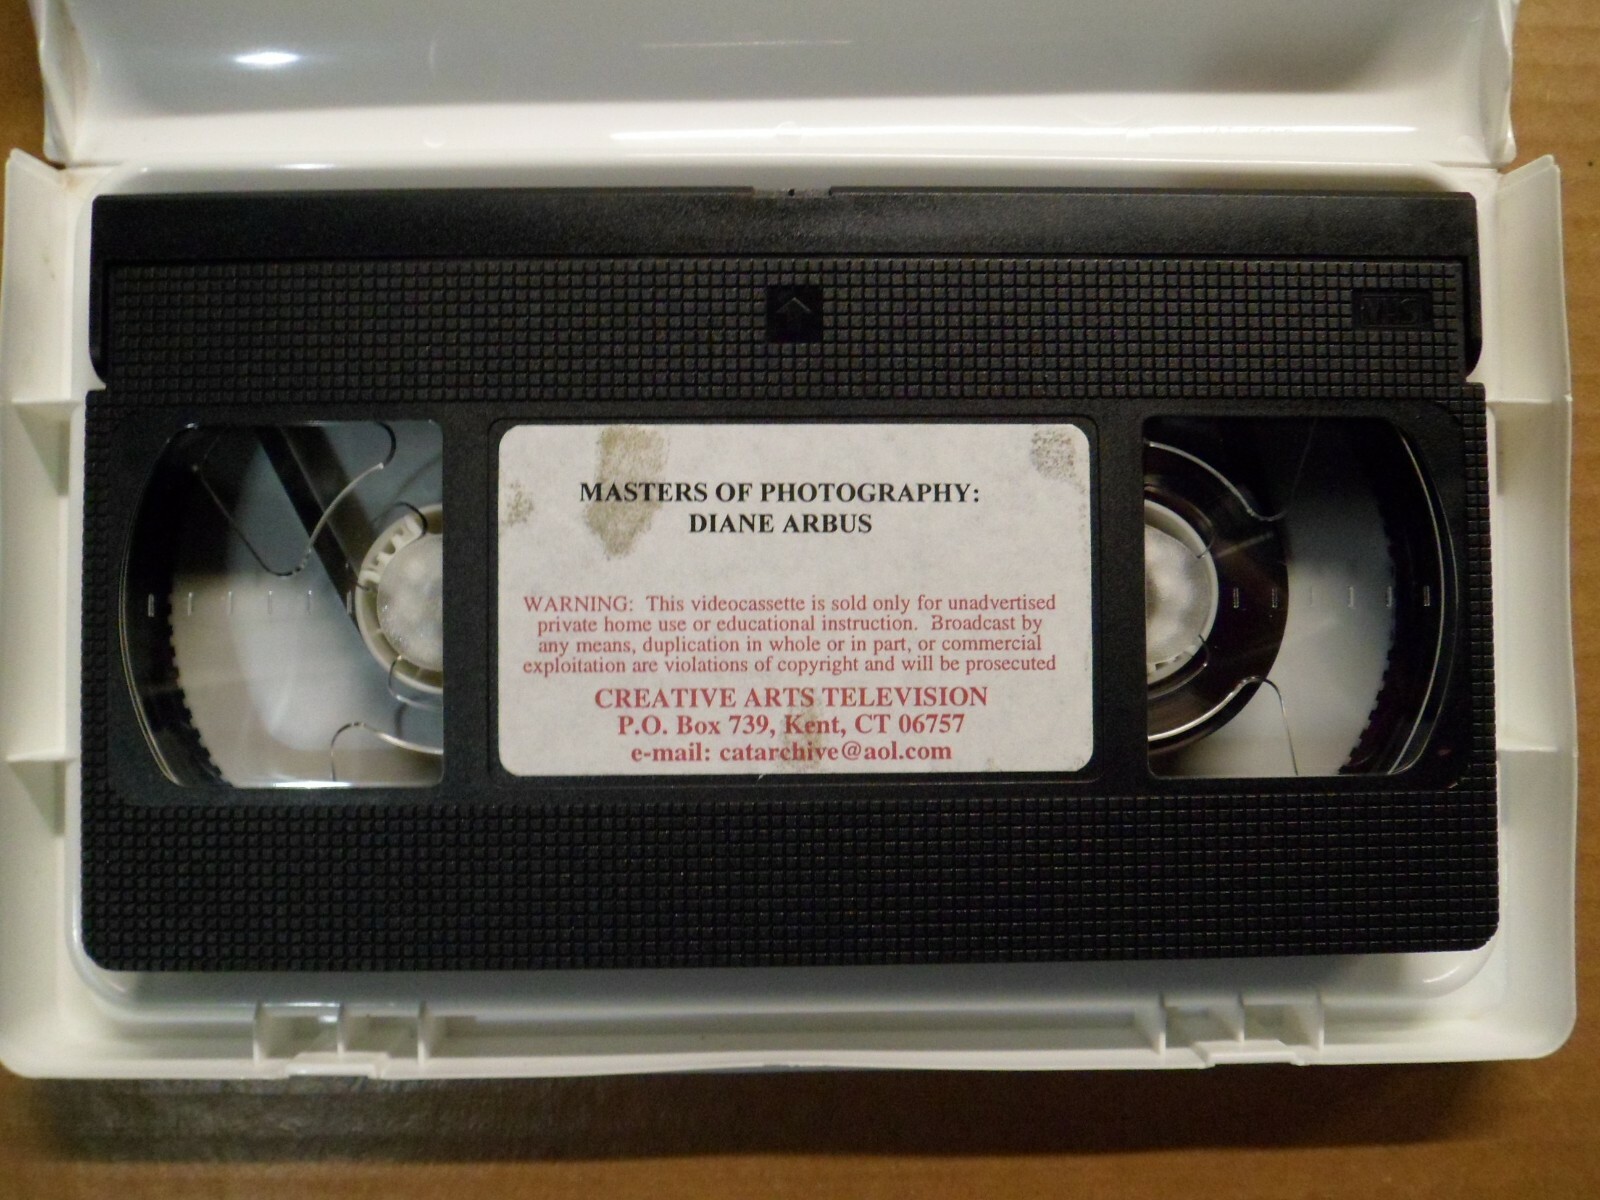 VHS
MASTERS OF PHOTOGRAPHY:
DIANE ARBUS
WARNING: This videocassette is sold only for unadvertised
private home use or educational instruction. Broadcast by
any means, duplication in whole or in part, or commercial
exploitation are violations of copyright and will be prosecuted
CREATIVE ARTS TELEVISION
P.O. Box 739, Kent, CT 06757
e-mail: catarchive@aol.com